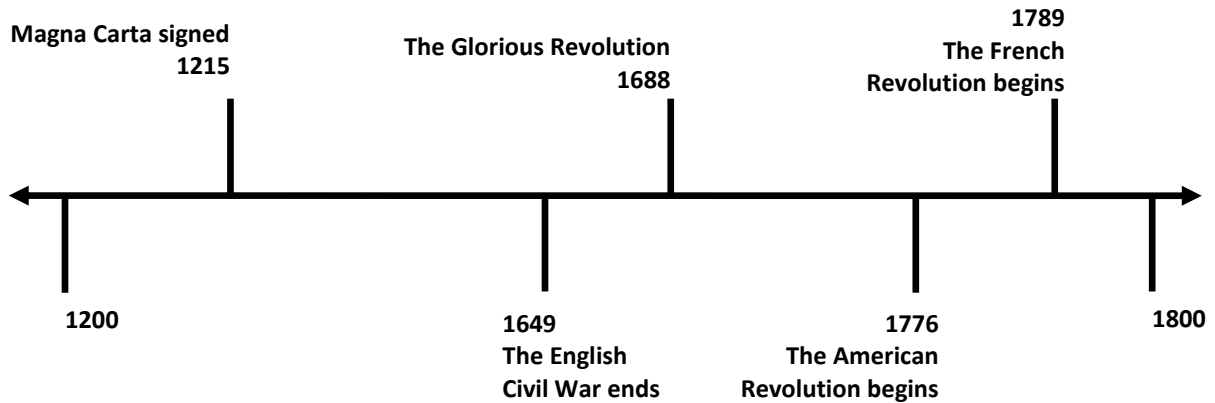 Magna Carta signed
1215
The Glorious Revolution
1688
1789
The French
Revolution begins
1200
1649
The English
Civil War ends
1776
The American
Revolution begins
1800